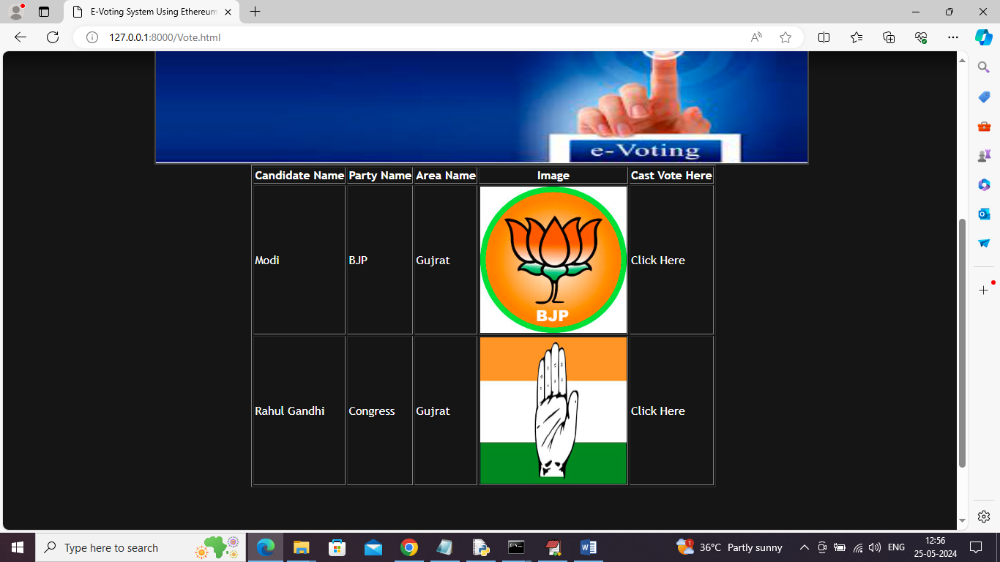 E-Voting System Using Ethereum
127.0.0.1:8000/Vote.html
e-Voting
Candidate Name Party Name Area Name Image Cast Vote Here
Modi BJP Gujrat Click Here
BJP
Rahul Gandhi Congress Gujrat Click Here
Type here to search
1 36°C Partly sunny ENG 12:56
25-05-2024